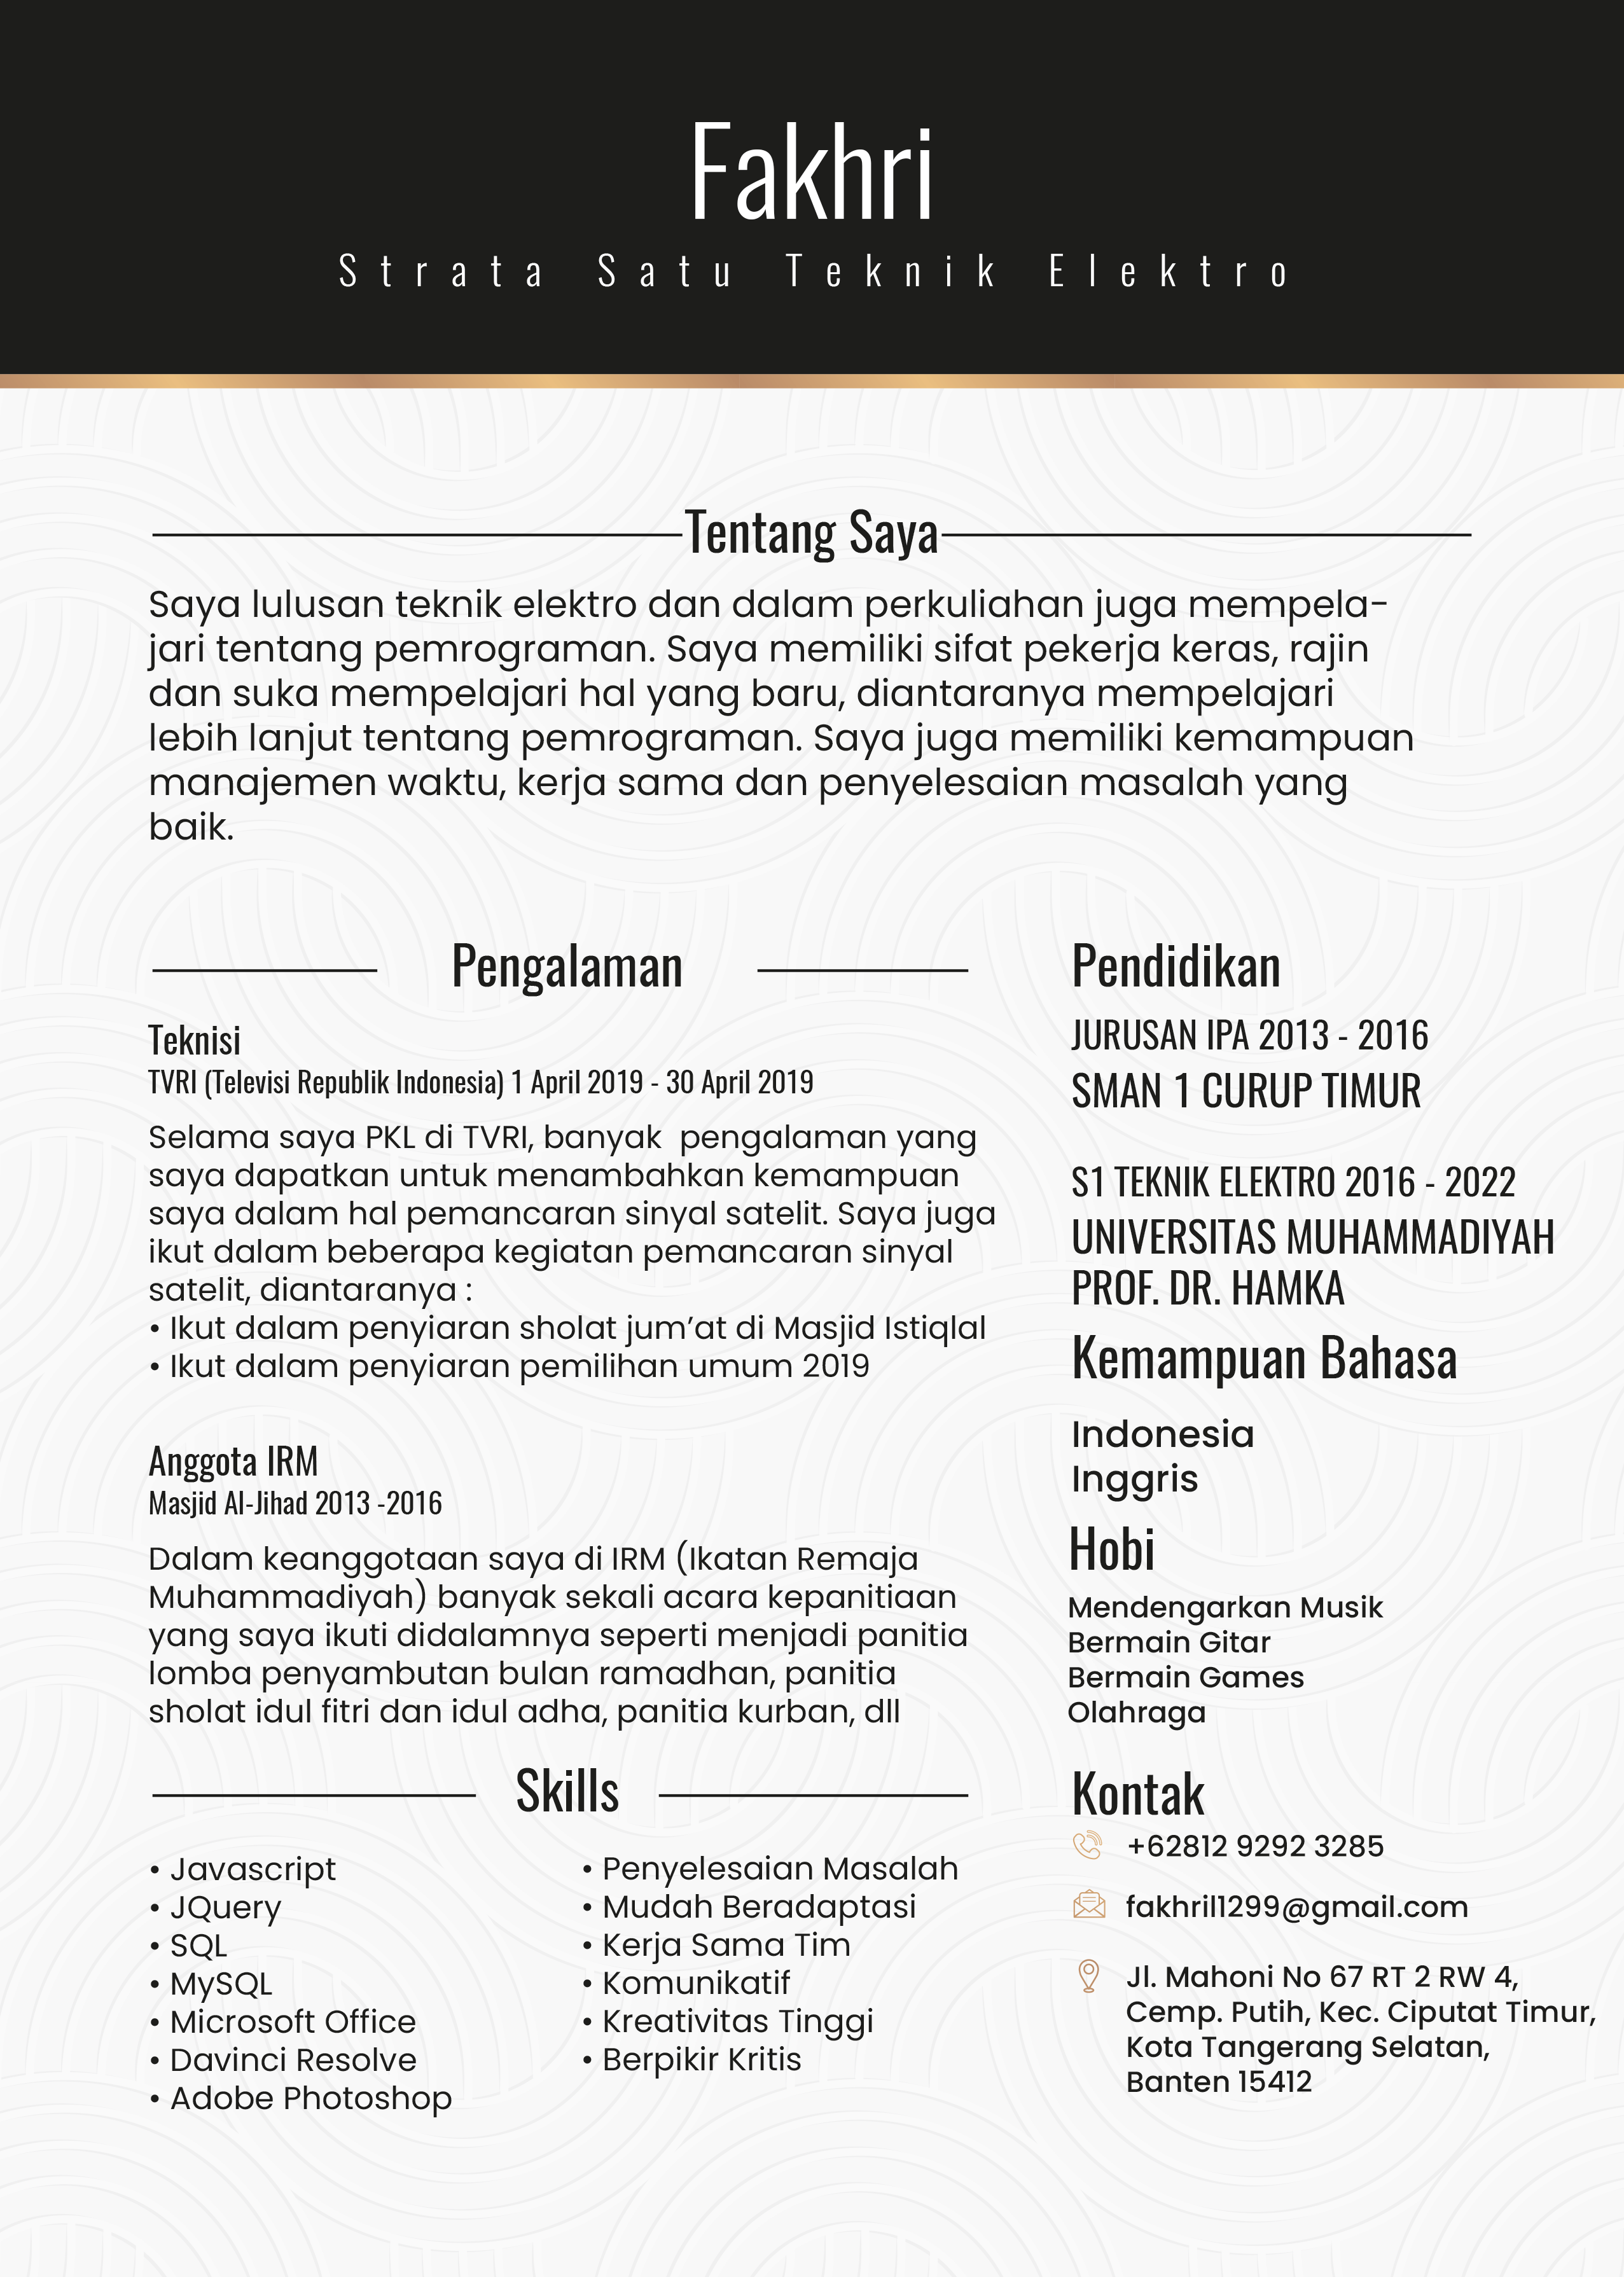 Fakhri
Strata Satu Teknik Elektro
Tentang Saya
Saya lulusan teknik elektro dan dalam perkuliahan juga mempela-
jari tentang pemrograman. Saya memiliki sifat pekerja keras, rajin
dan suka mempelajari hal yang baru, diantaranya mempelajari
lebih lanjut tentang pemrograman. Saya juga memiliki kemampuan
manajemen waktu, kerja sama dan penyelesaian masalah yang
baik.
Pengalaman
Teknisi
TVRI (Televisi Republik Indonesia) 1 April 2019 - 30 April 2019
Selama saya PKL di TVRI, banyak  pengalaman yang
saya dapatkan untuk menambahkan kemampuan
saya dalam hal pemancaran sinyal satelit. Saya juga
ikut dalam beberapa kegiatan pemancaran sinyal
satelit, diantaranya :
• Ikut dalam penyiaran sholat jum’at di Masjid Istiqlal
• Ikut dalam penyiaran pemilihan umum 2019
Anggota IRM
Masjid Al-Jihad 2013 -2016
Dalam keanggotaan saya di IRM (Ikatan Remaja
Muhammadiyah) banyak sekali acara kepanitiaan
yang saya ikuti didalamnya seperti menjadi panitia
lomba penyambutan bulan ramadhan, panitia
sholat idul fitri dan idul adha, panitia kurban, dll
Skills
• Javascript
• JQuery
• SQL
• MySQL
• Microsoft Office
• Davinci Resolve
• Adobe Photoshop
• Penyelesaian Masalah
• Mudah Beradaptasi
• Kerja Sama Tim
• Komunikatif
• Kreativitas Tinggi
• Berpikir Kritis
Pendidikan
JURUSAN IPA 2013 - 2016
SMAN 1 CURUP TIMUR
S1 TEKNIK ELEKTRO 2016 - 2022
UNIVERSITAS MUHAMMADIYAH
PROF. DR. HAMKA
Kemampuan Bahasa
Indonesia
Inggris
Hobi
Mendengarkan Musik
Bermain Gitar
Bermain Games
Olahraga
Kontak
+62812 9292 3285
fakhril1299@gmail.com
Jl. Mahoni No 67 RT 2 RW 4,
Cemp. Putih, Kec. Ciputat Timur,
Kota Tangerang Selatan,
Banten 15412